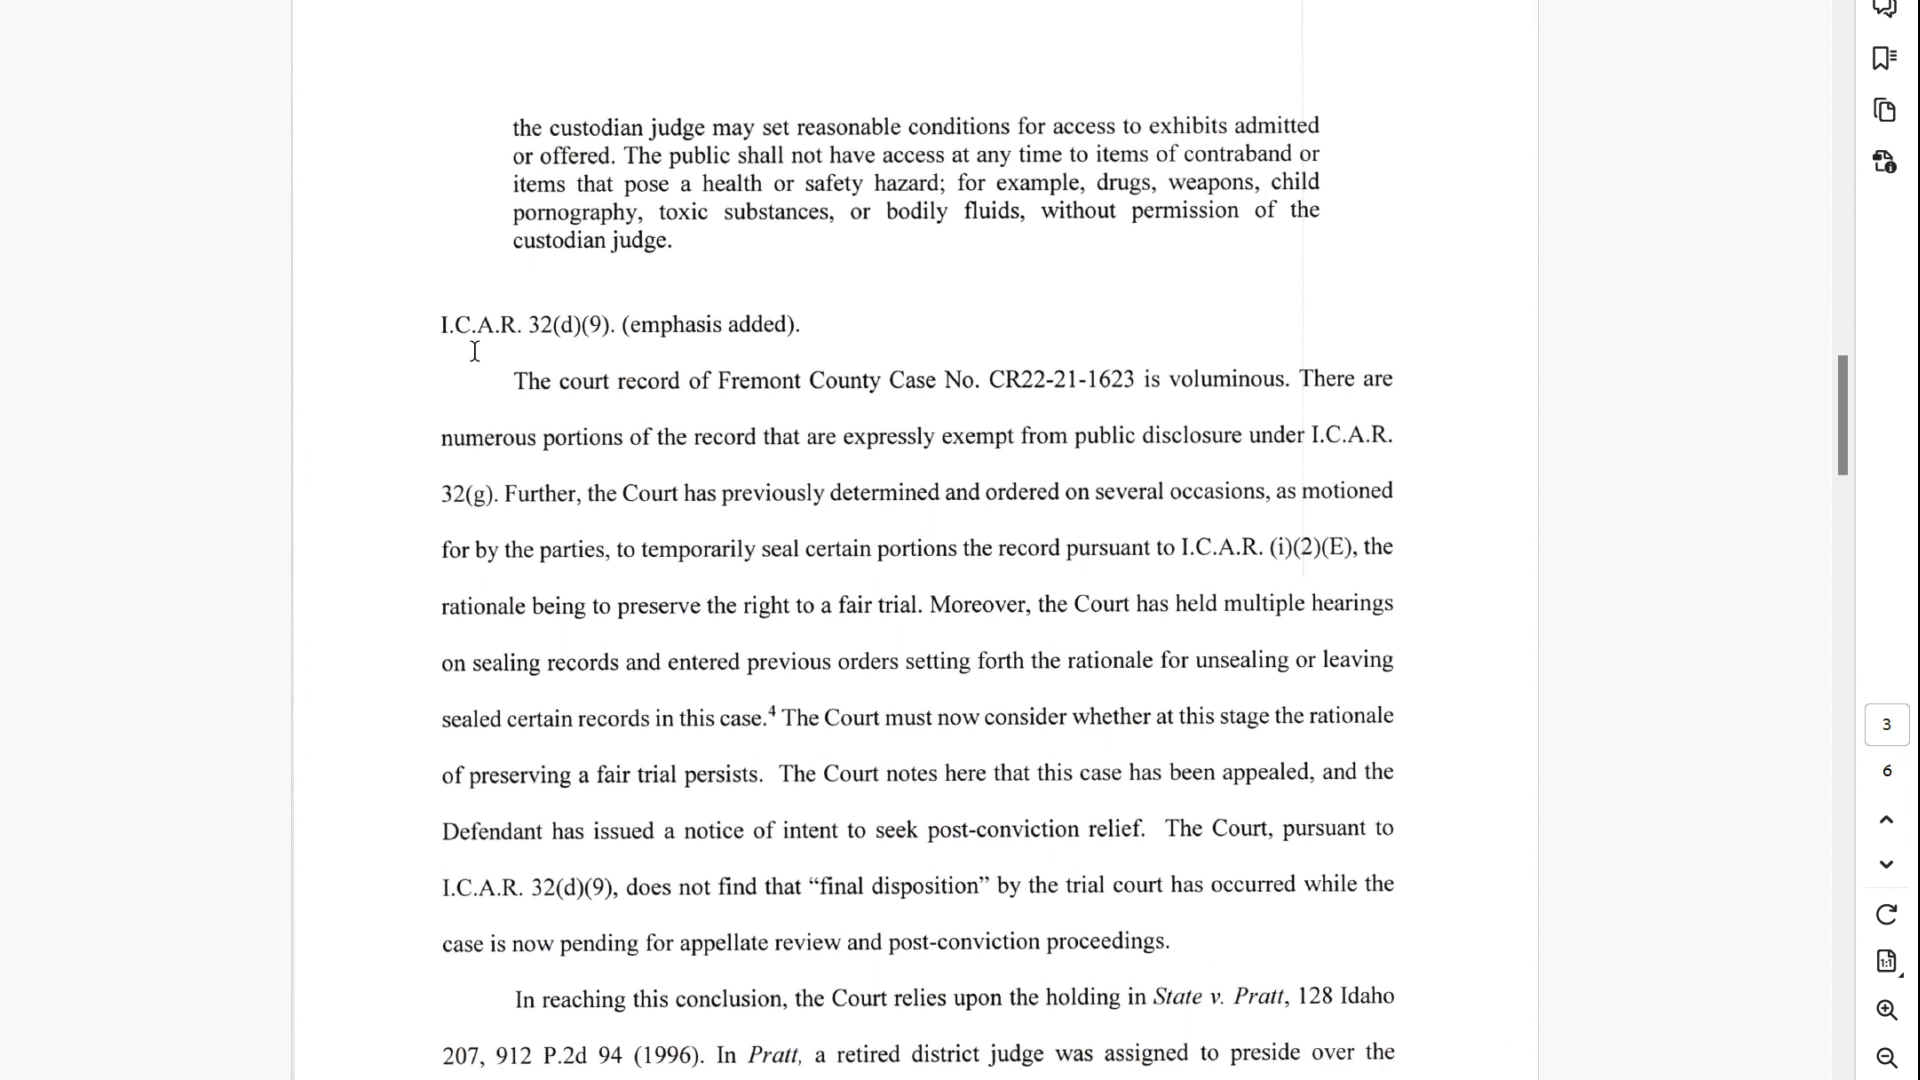 the custodian judge may set reasonable conditions for access to exhibits admitted
or offered. The public shall not have access at any time to items of contraband or
items that pose a health or safety hazard; for example, drugs, weapons, child
pornography, toxic substances, or bodily fluids, without permission of the
custodian judge.
I.C.A.R. 32(d)(9). (emphasis added).
The court record of Fremont County Case No. CR22-21-1623 is voluminous. There are
numerous portions of the record that are expressly exempt from public disclosure under I.C.A.R.
32(g). Further, the Court has previously determined and ordered on several occasions, as motioned
for by the parties, to temporarily seal certain portions the record pursuant to I.C.A.R. (i)(2)(E), the
rationale being to preserve the right to a fair trial. Moreover, the Court has held multiple hearings
on sealing records and entered previous orders setting forth the rationale for unsealing or leaving
sealed certain records in this case.⁴ The Court must now consider whether at this stage the rationale
of preserving a fair trial persists.  The Court notes here that this case has been appealed, and the
Defendant has issued a notice of intent to seek post-conviction relief.  The Court, pursuant to
I.C.A.R. 32(d)(9), does not find that “final disposition” by the trial court has occurred while the
case is now pending for appellate review and post-conviction proceedings.
In reaching this conclusion, the Court relies upon the holding in State v. Pratt, 128 Idaho
207, 912 P.2d 94 (1996). In Pratt, a retired district judge was assigned to preside over the
3
6
1:1